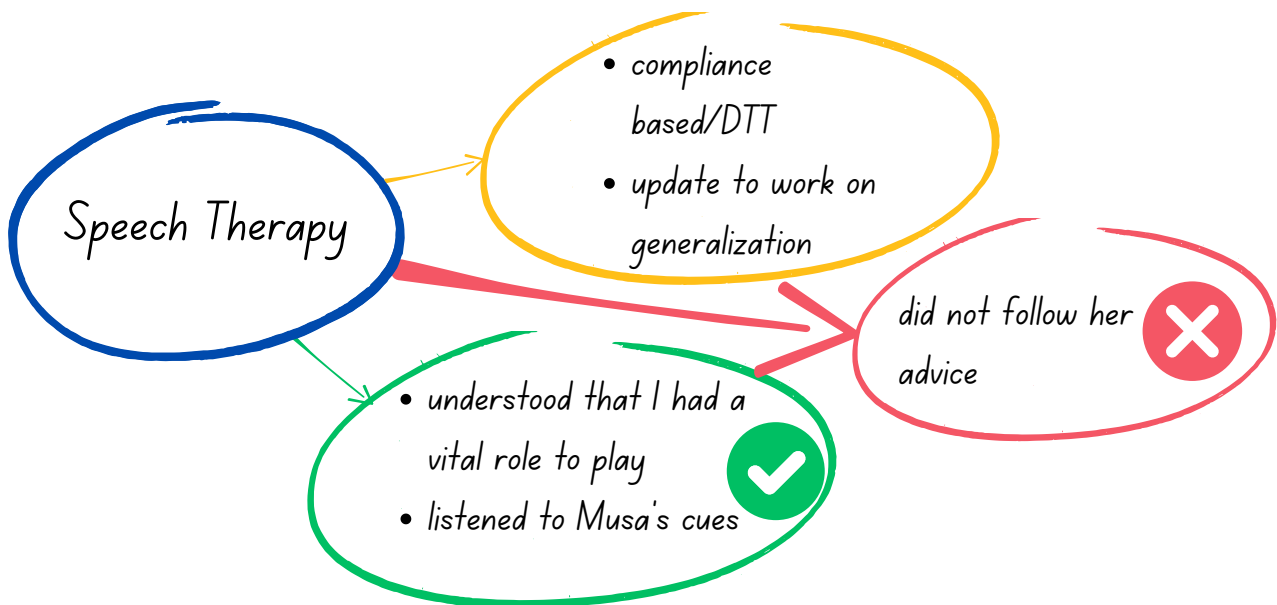 Speech Therapy
• compliance
based/DTT
• update to work on
generalization
did not follow her
advice
• understood that I had a
vital role to play
• listened to Musa's cues